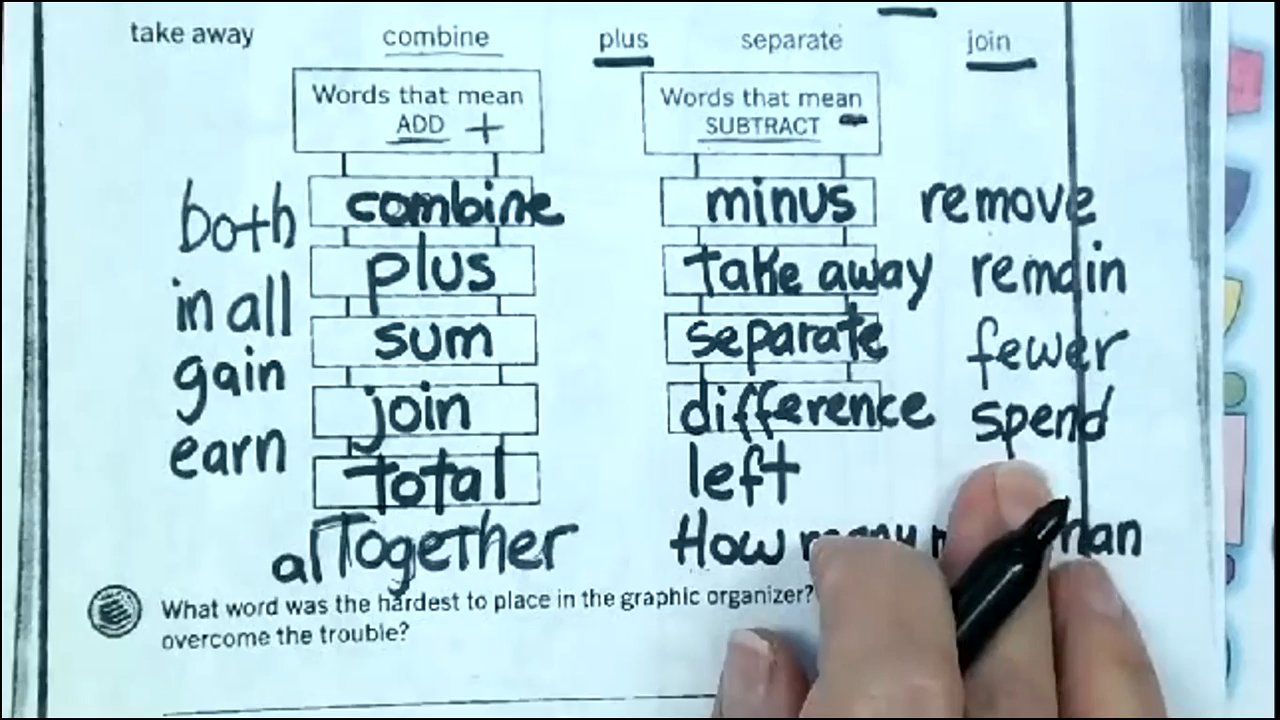 take away combine plus separate join
Words that mean
ADD +
Words that mean
SUBTRACT -
both
in all
gain
earn
combine
plus
sum
join
total
alTogether
minus
take away
separate
difference
left
How many
than
remove
remain
fewer
spend
What word was the hardest to place in the graphic organizer?
overcome the trouble?